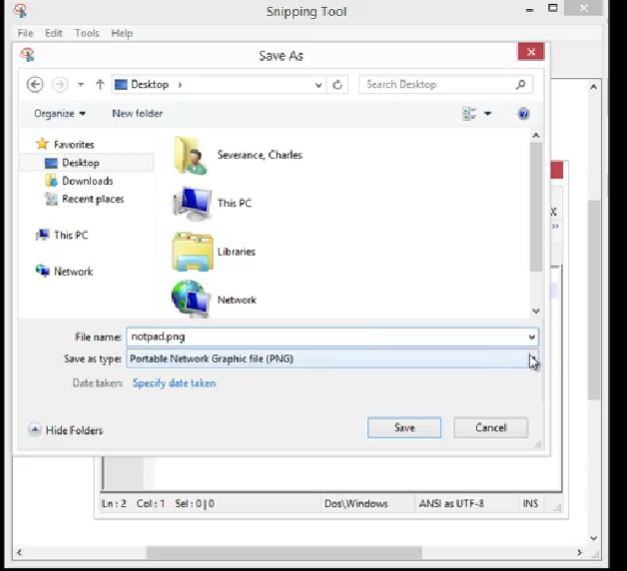 Snipping Tool
File Edit Tools Help
Save As
Desktop
Search Desktop
Organize New folder
Favorites
Desktop
Downloads
Recent places
This PC
Network
Severance, Charles
This PC
Libraries
Network
X
File name: notpad.png
Save as type: Portable Network Graphic file (PNG)
Date taken: Specify date taken
Hide Folders Save Cancel
Ln : 2 Col : 1 Sel : 0 | 0 Dos\Windows ANSI as UTF-8 INS